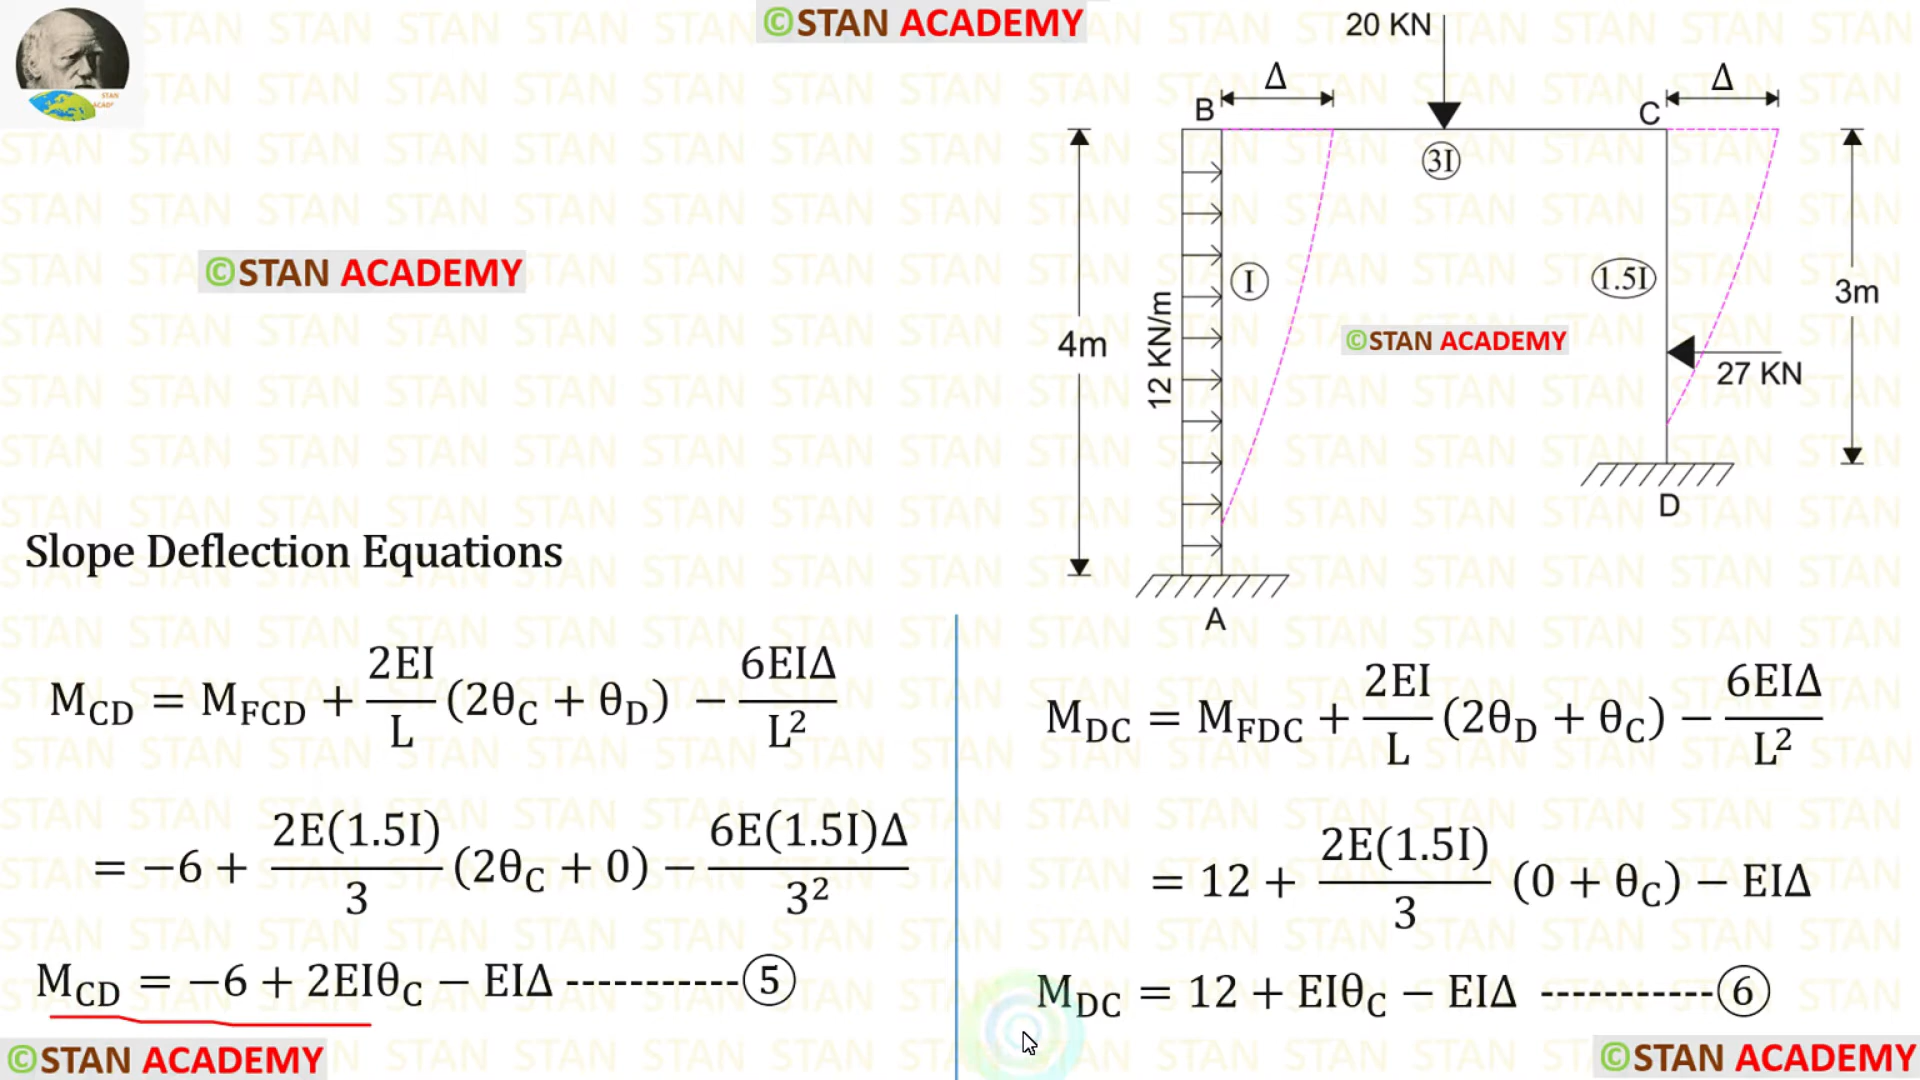 ©STAN ACADEMY
20 KN
Δ
Δ
B
C
3I
©STAN ACADEMY
I
1.5I
3m
12 KN/m
4m
©STAN ACADEMY
27 KN
D
A
Slope Deflection Equations
M_CD = M_FCD + 2EI/L (2θ_C + θ_D) − 6EIΔ/L²
= −6 + 2E(1.5I)/3 (2θ_C + 0) − 6E(1.5I)Δ/3²
M_CD = −6 + 2EIθ_C − EIΔ -----------⑤
M_DC = M_FDC + 2EI/L (2θ_D + θ_C) − 6EIΔ/L²
= 12 + 2E(1.5I)/3 (0 + θ_C) − EIΔ
M_DC = 12 + EIθ_C − EIΔ -----------⑥
©STAN ACADEMY
©STAN ACADEMY